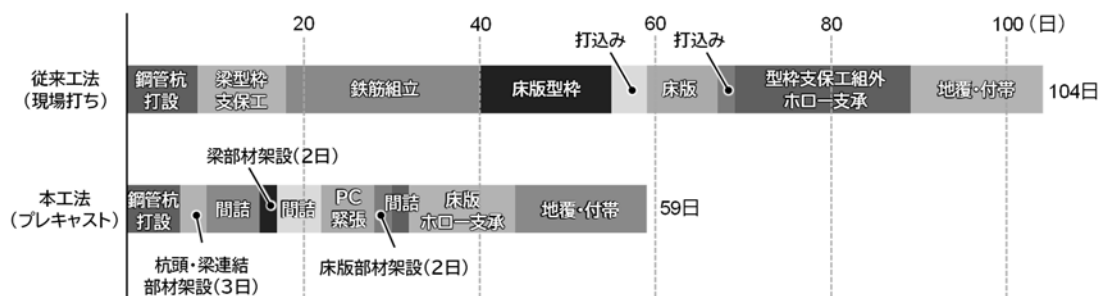 20 40 60 80 100(日)
打込み 打込み
従来工法
(現場打ち)
鋼管杭
打設
梁型枠
支保工
鉄筋組立
床版型枠
床版
型枠支保工組外
ホロー支承
地覆・付帯
104日
梁部材架設(2日)
本工法
(プレキャスト)
鋼管杭
打設
間詰
間詰
PC
緊張
間詰
床版
ホロー支承
地覆・付帯
59日
杭頭・梁連結
部材架設(3日)
床版部材架設(2日)